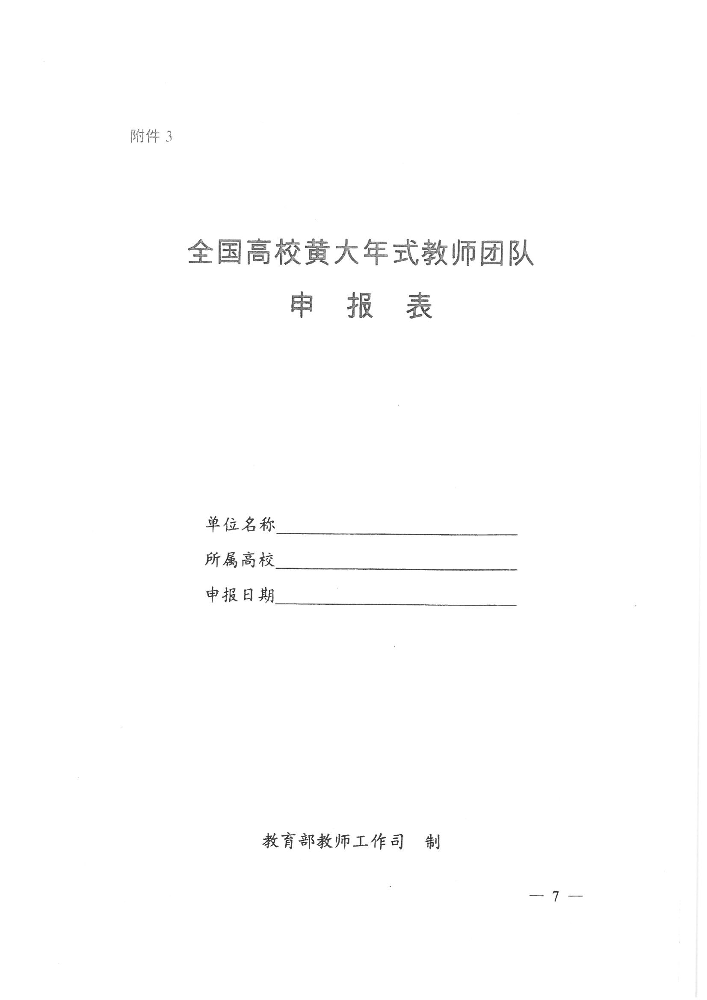 附件 3
全国高校黄大年式教师团队
申 报 表
单位名称
所属高校
申报日期
教育部教师工作司 制
— 7 —